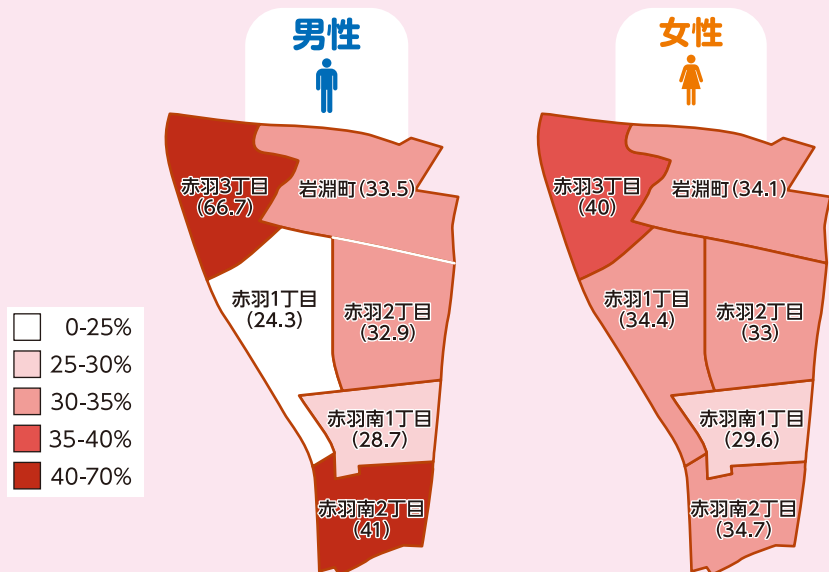 男性
赤羽3丁目
(66.7)
岩淵町(33.5)
赤羽1丁目
(24.3)
赤羽2丁目
(32.9)
赤羽南1丁目
(28.7)
赤羽南2丁目
(41)
女性
赤羽3丁目
(40)
岩淵町(34.1)
赤羽1丁目
(34.4)
赤羽2丁目
(33)
赤羽南1丁目
(29.6)
赤羽南2丁目
(34.7)
0-25%
25-30%
30-35%
35-40%
40-70%